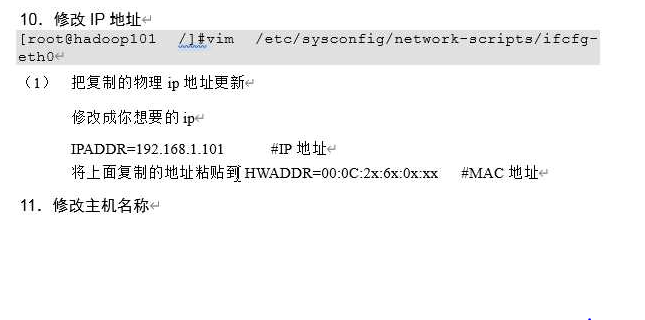 10. 修改 IP 地址
[root@hadoop101 /]#vim /etc/sysconfig/network-scripts/ifcfg-
eth0
（1） 把复制的物理 ip 地址更新
修改成你想要的 ip
IPADDR=192.168.1.101 #IP 地址
将上面复制的地址粘贴到 HWADDR=00:0C:2x:6x:0x:xx #MAC 地址
11. 修改主机名称